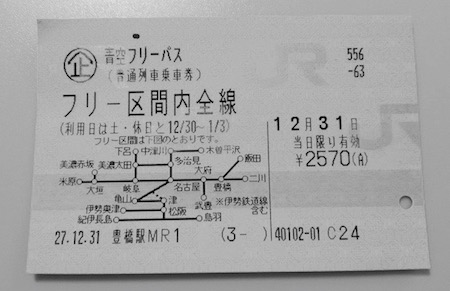 企 青空フリーパス 556
（普通列車乗車券） -63
フリー区間内全線
（利用日は土・休日と12/30～1/3）
フリー区間は下図のとおりです。
12月31日
当日限り有効
￥2570(A)
下呂 中津川 木曽平沢
美濃赤坂 美濃太田 多治見 飯田
大府
米原 大垣 岐阜 名古屋 豊橋 二川
亀山 津 武豊 ※伊勢鉄道線
伊勢奥津 松阪 含む
紀伊長島 鳥羽
27.12.31 豊橋駅MR1 (3- ) 40102-01 C24